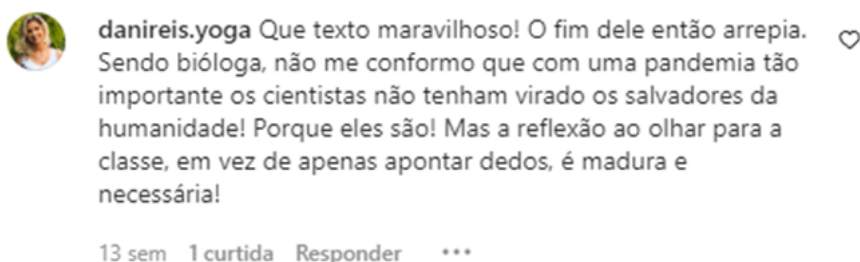 danireis.yoga Que texto maravilhoso! O fim dele então arrepia.
Sendo bióloga, não me conformo que com uma pandemia tão
importante os cientistas não tenham virado os salvadores da
humanidade! Porque eles são! Mas a reflexão ao olhar para a
classe, em vez de apenas apontar dedos, é madura e
necessária!
13 sem 1 curtida Responder ...